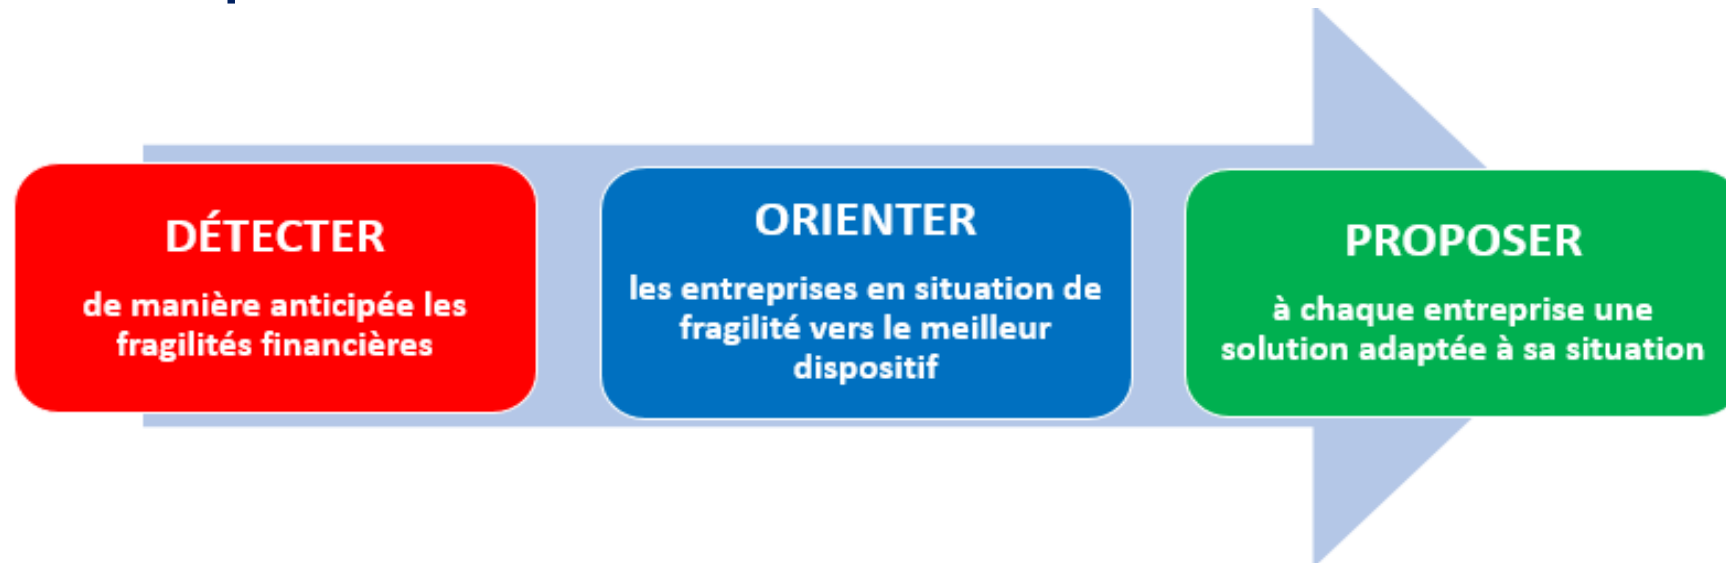 DÉTECTER
de manière anticipée les
fragilités financières
ORIENTER
les entreprises en situation de
fragilité vers le meilleur
dispositif
PROPOSER
à chaque entreprise une
solution adaptée à sa situation